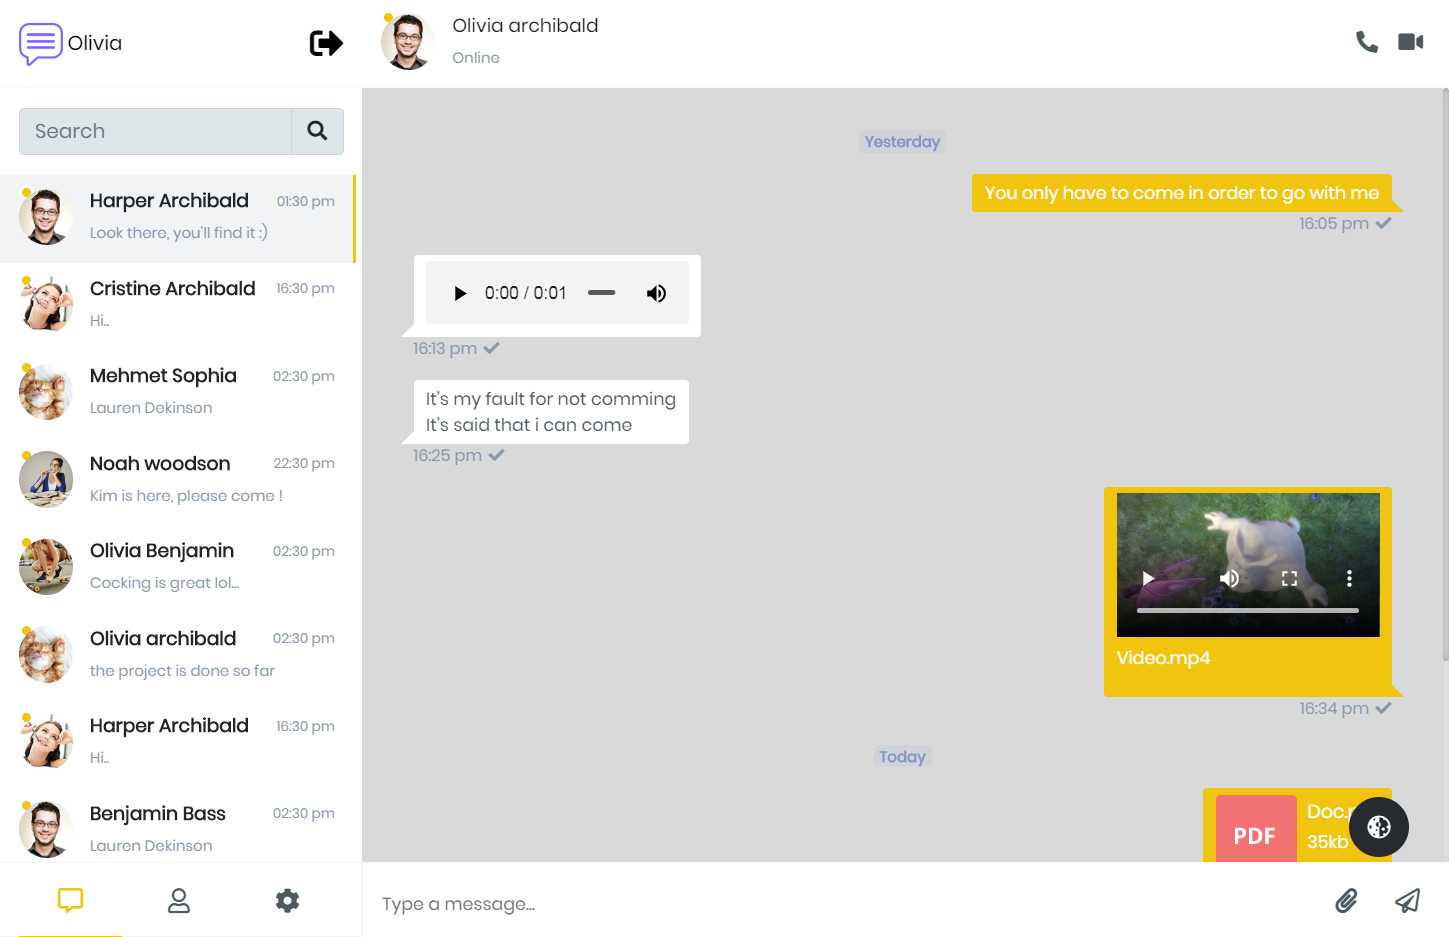 Olivia
Search
Harper Archibald 01:30 pm
Look there, you'll find it :)
Cristine Archibald 16:30 pm
Hi..
Mehmet Sophia 02:30 pm
Lauren Dekinson
Noah woodson 22:30 pm
Kim is here, please come !
Olivia Benjamin 02:30 pm
Cocking is great lol...
Olivia archibald 02:30 pm
the project is done so far
Harper Archibald 16:30 pm
Hi..
Benjamin Bass 02:30 pm
Lauren Dekinson
Olivia archibald
Online
Yesterday
You only have to come in order to go with me
16:05 pm
0:00 / 0:01
16:13 pm
It's my fault for not comming
It's said that i can come
16:25 pm
Video.mp4
16:34 pm
Today
PDF
35kb
Type a message...